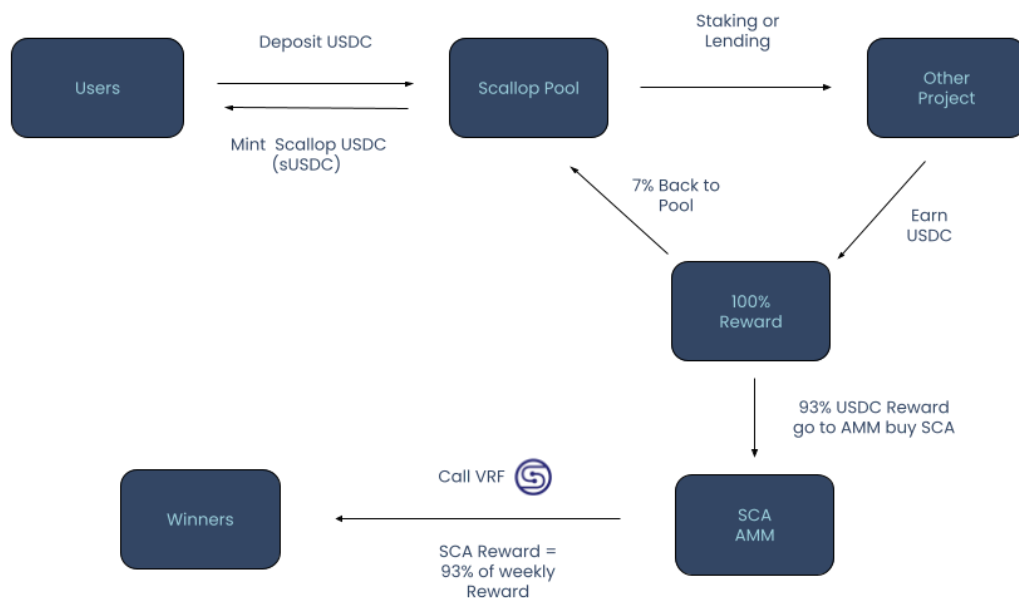 Deposit USDC
Staking or
Lending
Users
Scallop Pool
Other
Project
Mint Scallop USDC
(sUSDC)
7% Back to
Pool
Earn
USDC
100%
Reward
93% USDC Reward
go to AMM buy SCA
Call VRF
Winners
SCA
AMM
SCA Reward =
93% of weekly
Reward